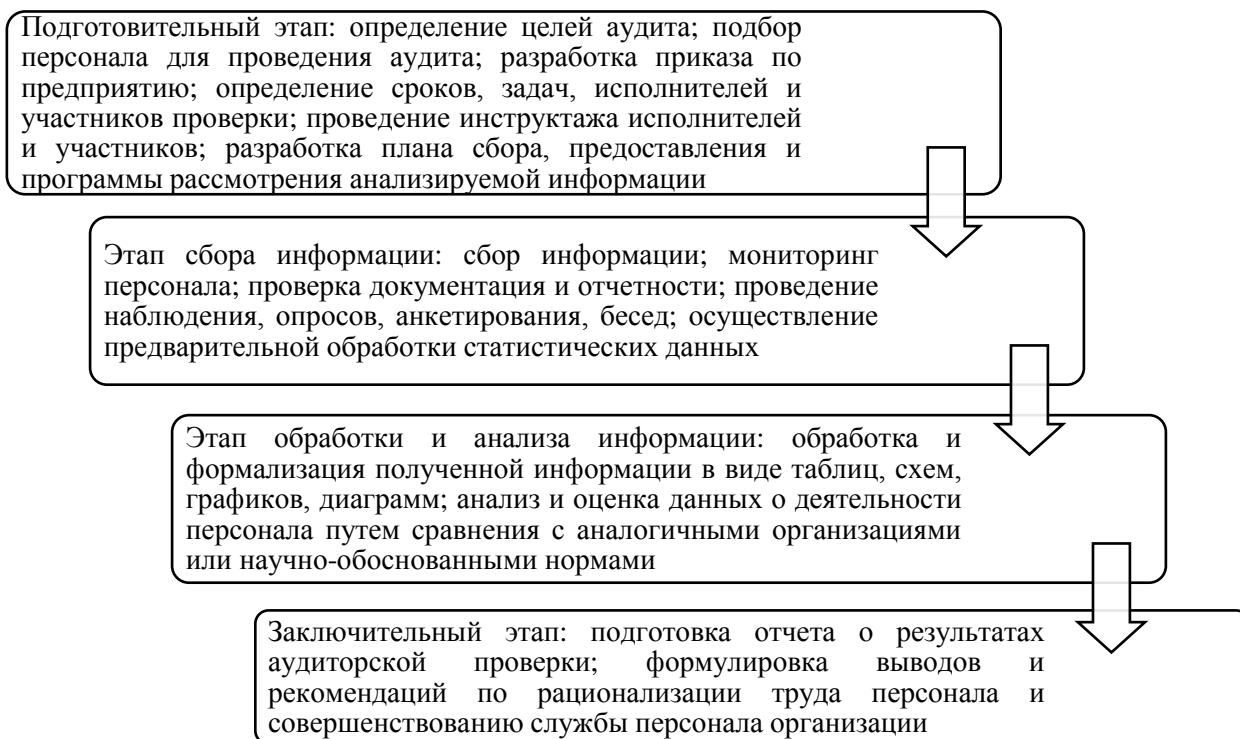 Подготовительный этап: определение целей аудита; подбор
персонала для проведения аудита; разработка приказа по
предприятию; определение сроков, задач, исполнителей и
участников проверки; проведение инструктажа исполнителей
и участников; разработка плана сбора, предоставления и
программы рассмотрения анализируемой информации
Этап сбора информации: сбор информации; мониторинг
персонала; проверка документация и отчетности; проведение
наблюдения, опросов, анкетирования, бесед; осуществление
предварительной обработки статистических данных
Этап обработки и анализа информации: обработка и
формализация полученной информации в виде таблиц, схем,
графиков, диаграмм; анализ и оценка данных о деятельности
персонала путем сравнения с аналогичными организациями
или научно-обоснованными нормами
Заключительный этап: подготовка отчета о результатах
аудиторской проверки; формулировка выводов и
рекомендаций по рационализации труда персонала и
совершенствованию службы персонала организации